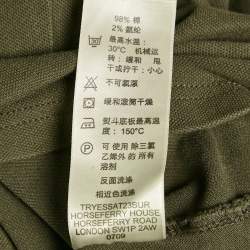 98% 棉
2% 氨纶
最高水温:
30°C 机械运
转: 缓和 甩
干或拧干: 小心
不可氯漂
缓和滚筒干燥
熨斗底板最高温
度: 150°C
可 使用 除三氯
乙烯外的 所有
溶剂
反面洗涤
相近色洗涤
TRYESSAT23SUR
HORSEFERRY HOUSE
HORSEFERRY ROAD
LONDON SW1P 2AW
0709